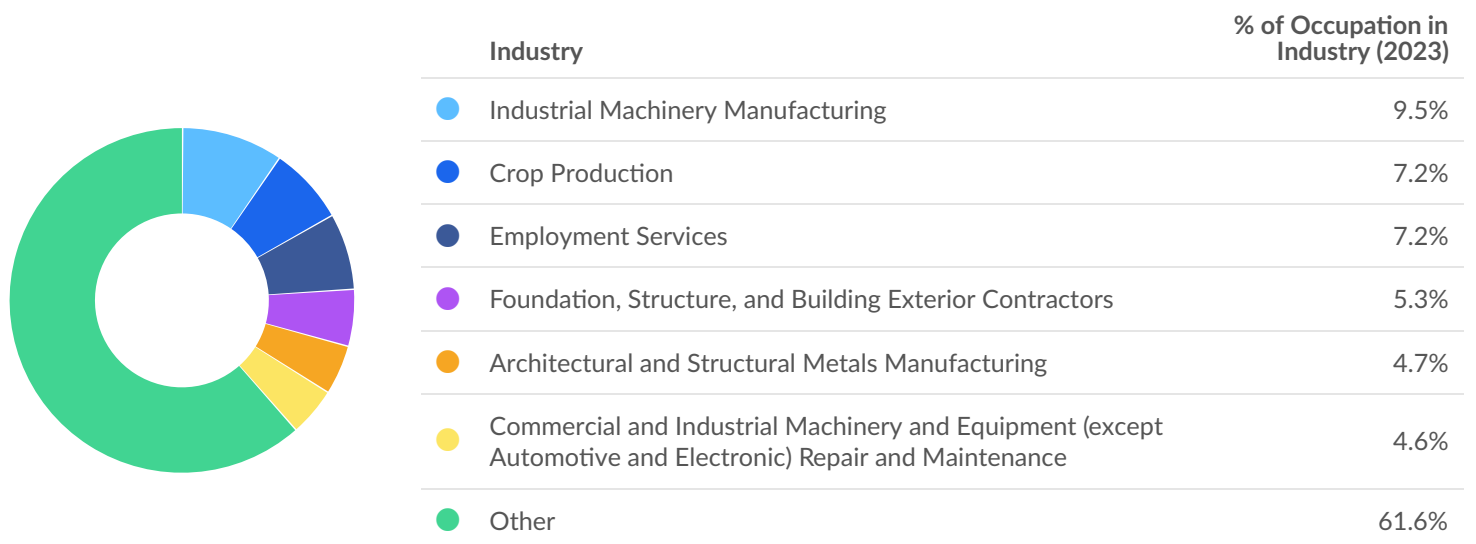 Industry
% of Occupation in
Industry (2023)
Industrial Machinery Manufacturing 9.5%
Crop Production 7.2%
Employment Services 7.2%
Foundation, Structure, and Building Exterior Contractors 5.3%
Architectural and Structural Metals Manufacturing 4.7%
Commercial and Industrial Machinery and Equipment (except
Automotive and Electronic) Repair and Maintenance
4.6%
Other 61.6%